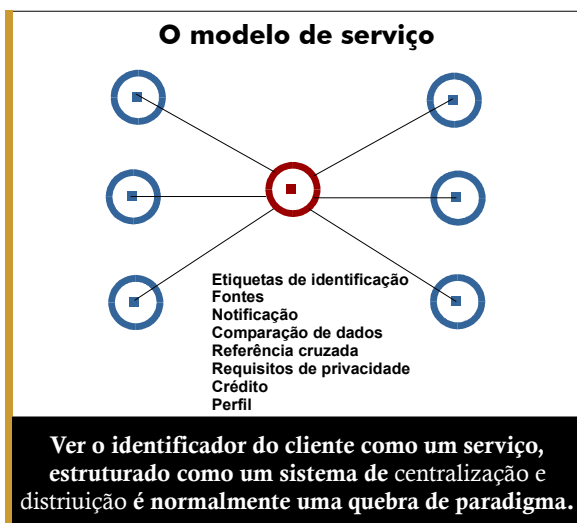 O modelo de serviço
Etiquetas de identificação
Fontes
Notificação
Comparação de dados
Referência cruzada
Requisitos de privacidade
Crédito
Perfil
Ver o identificador do cliente como um serviço,
estruturado como um sistema de centralização e
distriuição é normalmente uma quebra de paradigma.